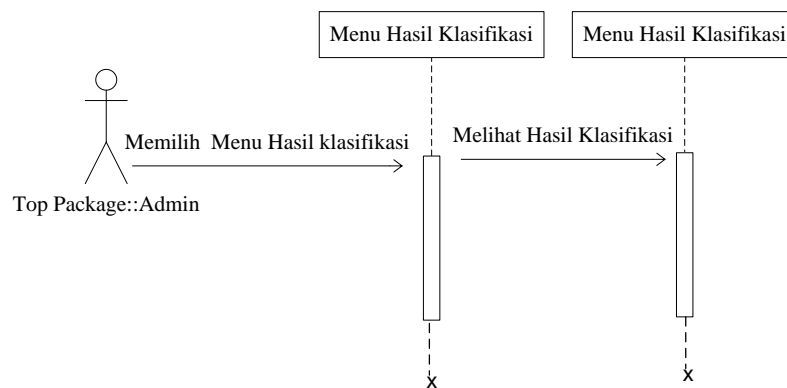 Menu Hasil Klasifikasi
Menu Hasil Klasifikasi
Memilih Menu Hasil klasifikasi
Melihat Hasil Klasifikasi
Top Package::Admin
x
x